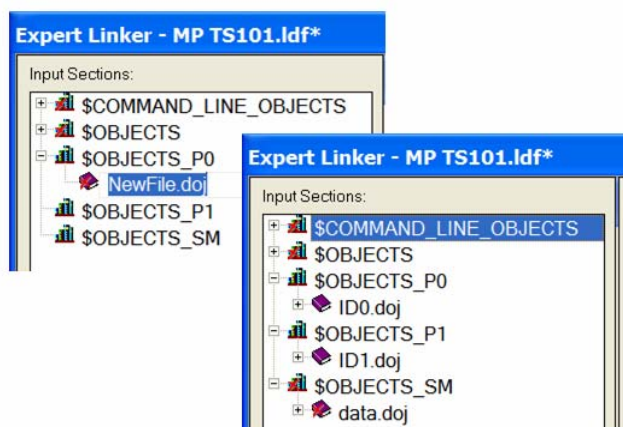 Expert Linker - MP TS101.ldf*
Input Sections:
$COMMAND_LINE_OBJECTS
$OBJECTS
$OBJECTS_P0
NewFile.doj
$OBJECTS_P1
$OBJECTS_SM
Expert Linker - MP TS101.ldf*
Input Sections:
$COMMAND_LINE_OBJECTS
$OBJECTS
$OBJECTS_P0
ID0.doj
$OBJECTS_P1
ID1.doj
$OBJECTS_SM
data.doj